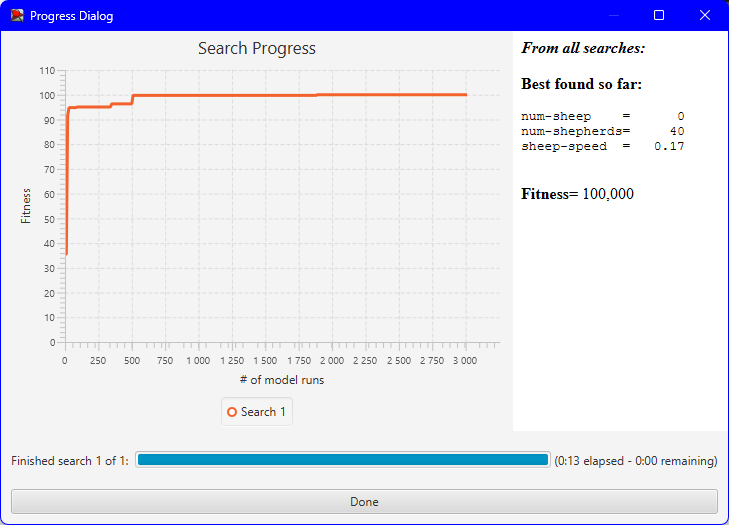 Progress Dialog
Search Progress
110
100
90
80
70
60
50
40
30
20
10
0
Fitness
0 250 500 750 1 000 1 250 1 500 1 750 2 000 2 250 2 500 2 750 3 000
# of model runs
Search 1
From all searches:
Best found so far:
num-sheep = 0
num-shepherds= 40
sheep-speed = 0.17
Fitness= 100,000
Finished search 1 of 1: (0:13 elapsed - 0:00 remaining)
Done